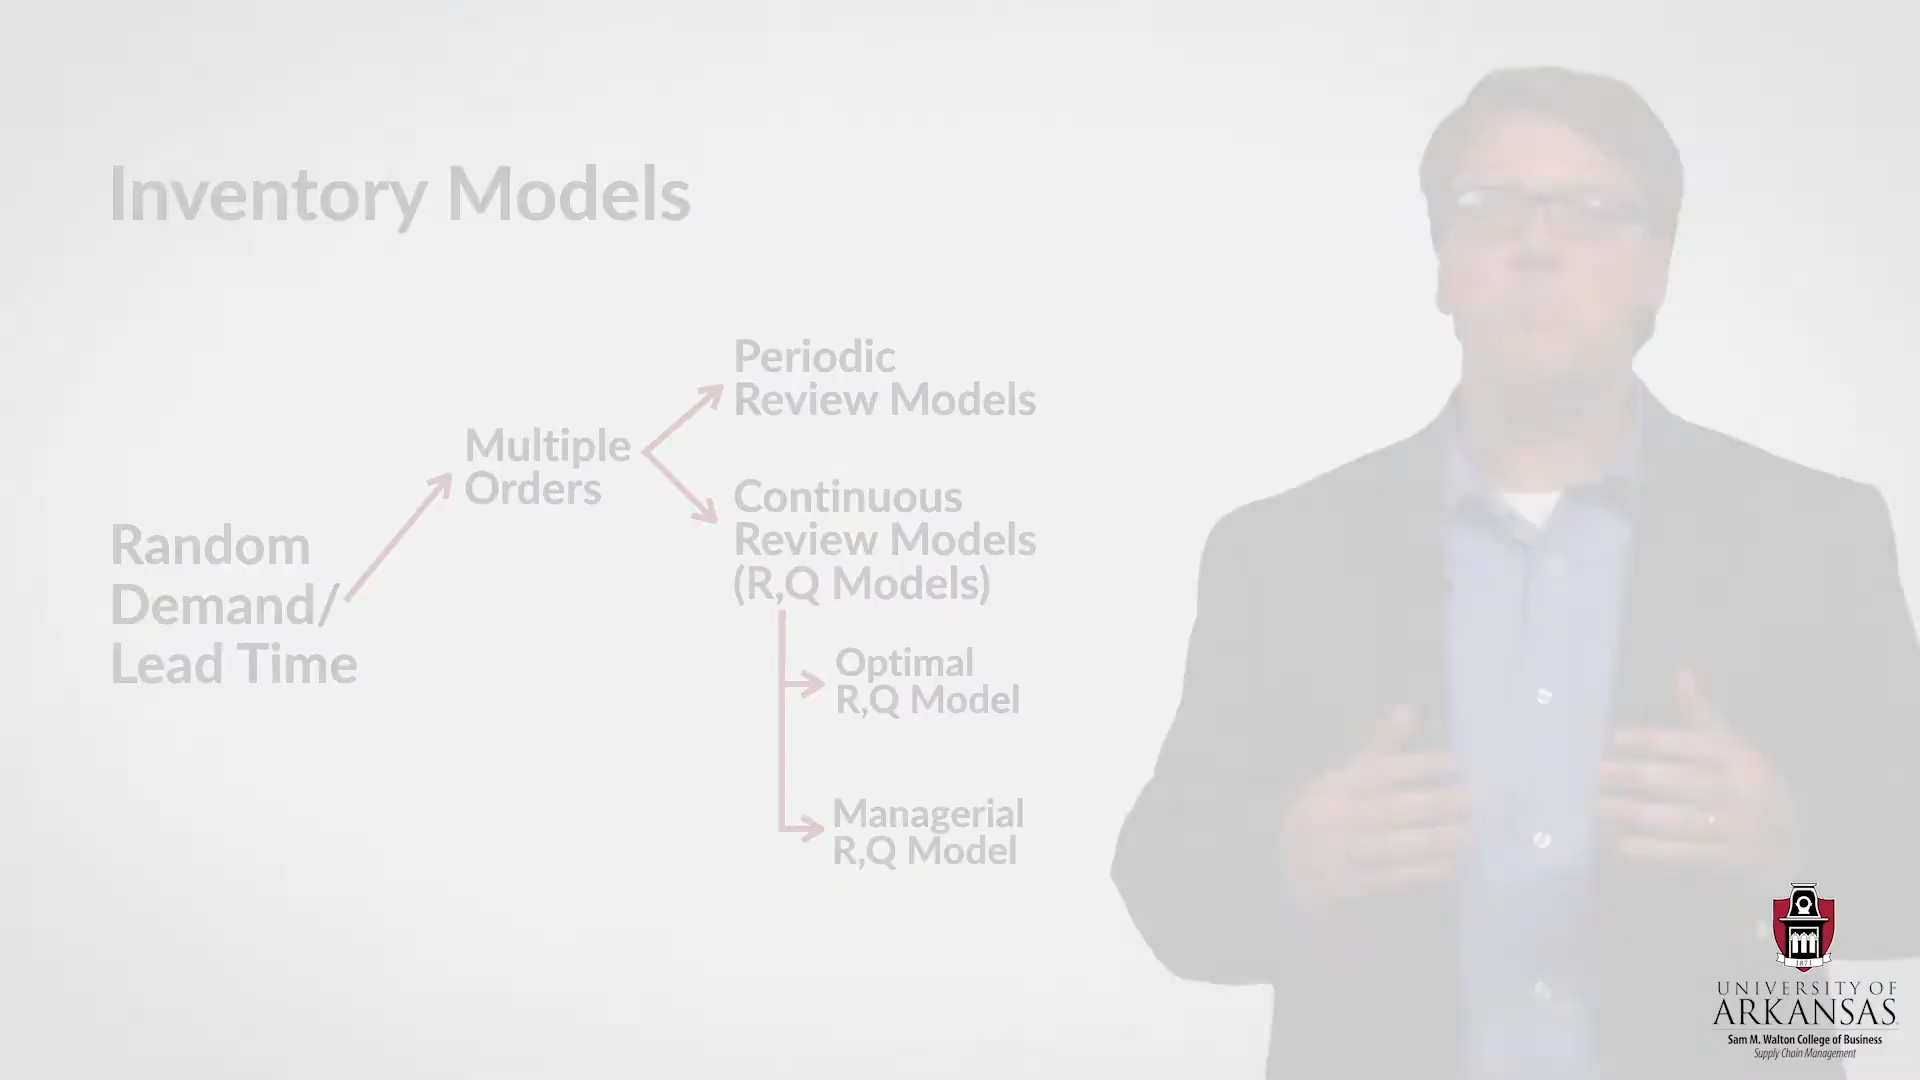 Inventory Models
Periodic
Review Models
Multiple
Orders
Continuous
Review Models
(R,Q Models)
Random
Demand/
Lead Time
Optimal
R,Q Model
Managerial
R,Q Model
1871
UNIVERSITY OF
ARKANSAS
Sam M. Walton College of Business
Supply Chain Management